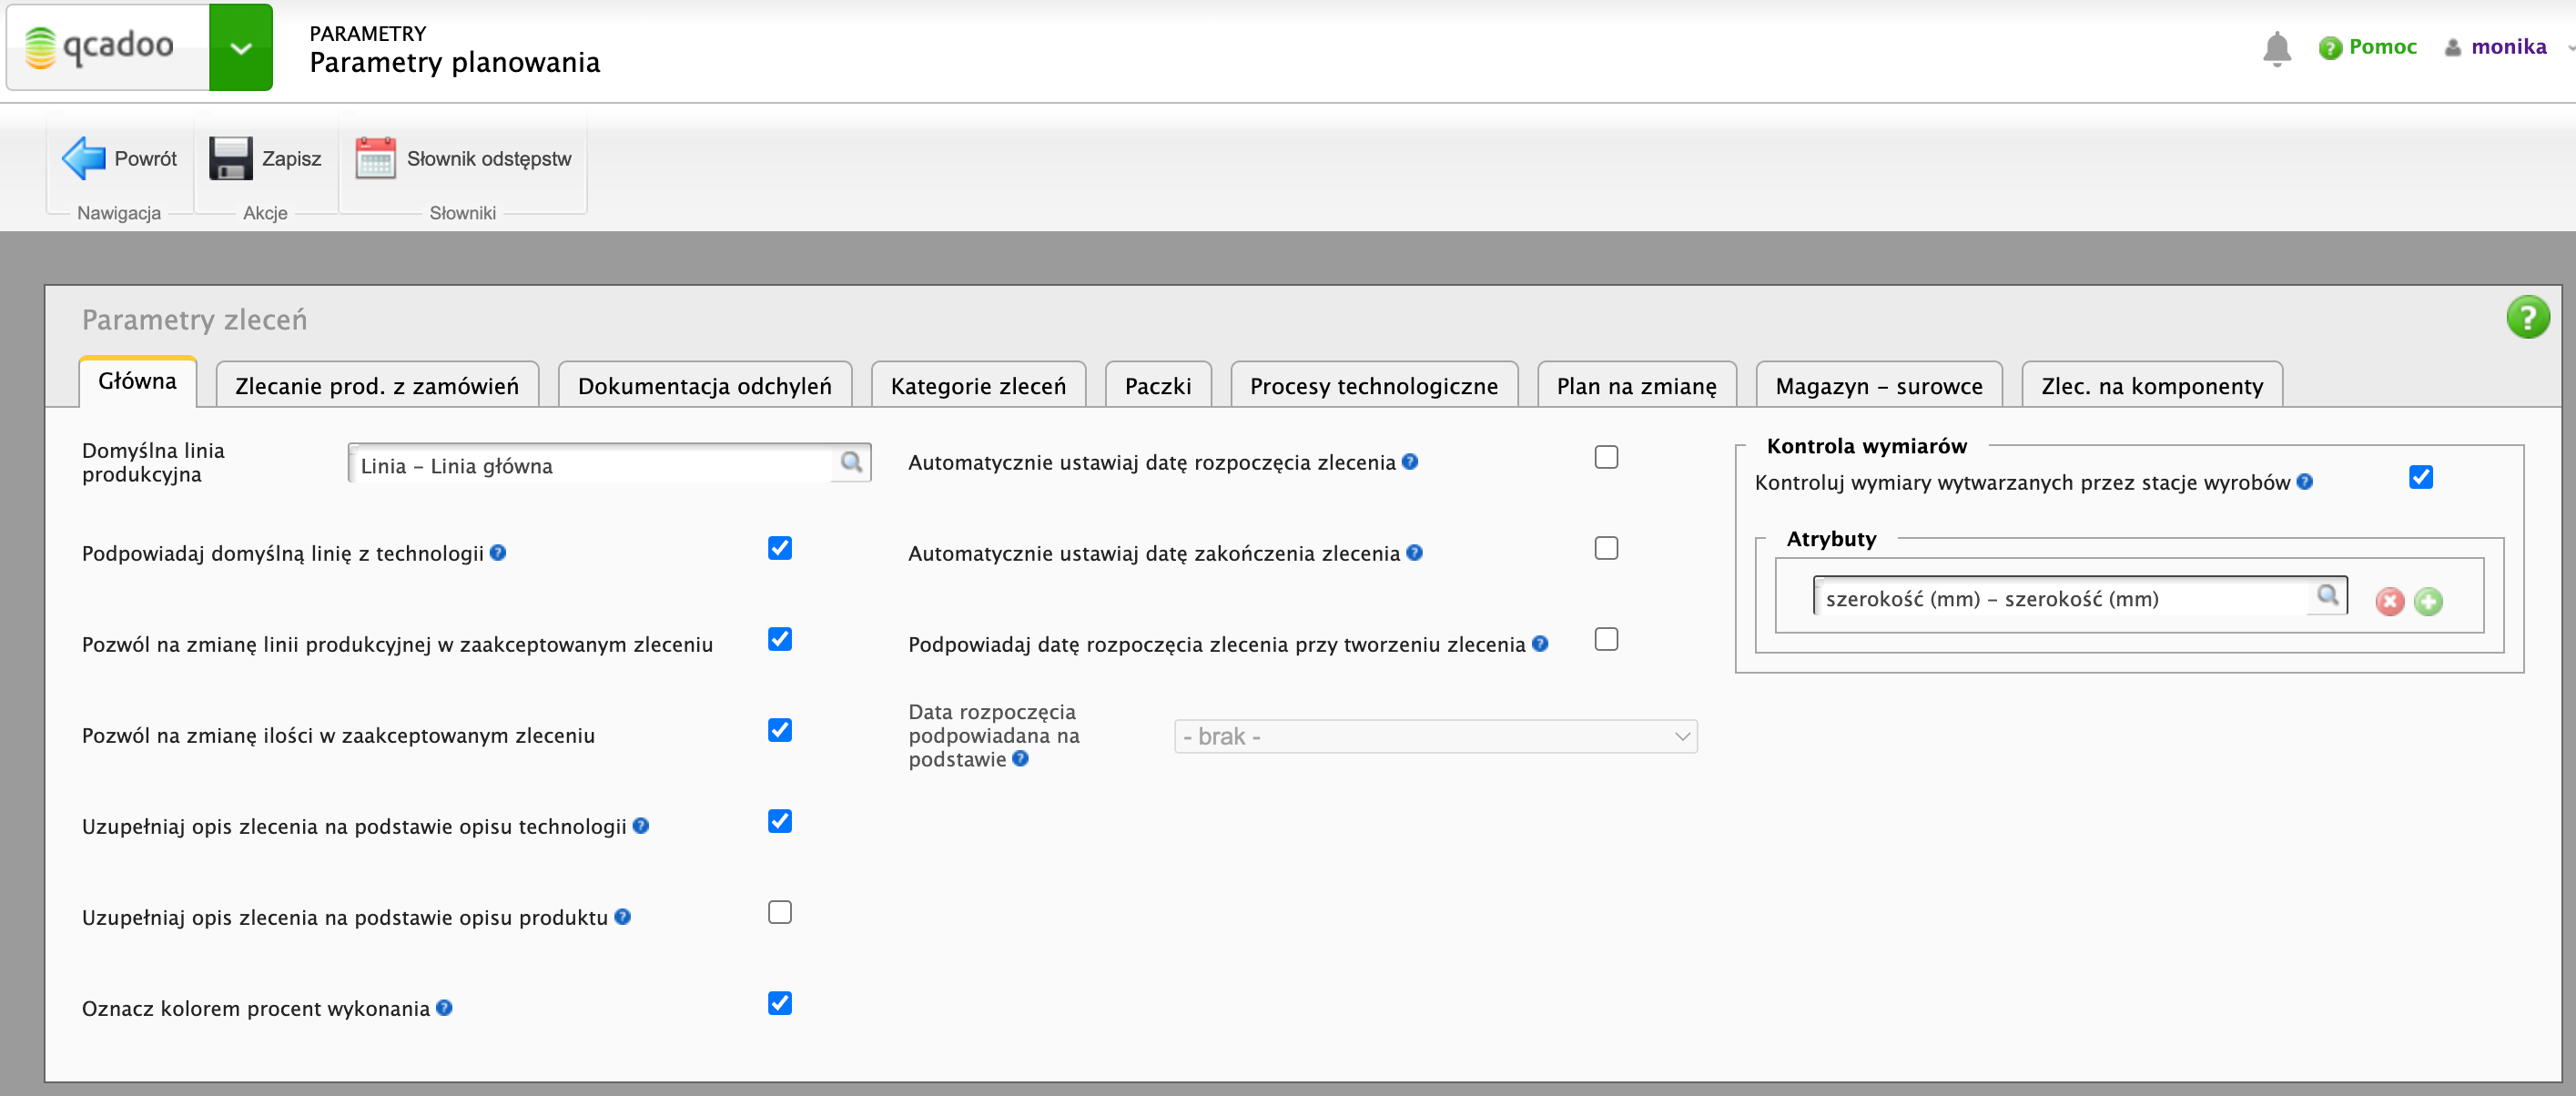 qcadoo
PARAMETRY
Parametry planowania
Pomoc
monika
Powrót
Zapisz
Słownik odstępstw
Nawigacja
Akcje
Słowniki
Parametry zleceń
Główna
Zlecanie prod. z zamówień
Dokumentacja odchyleń
Kategorie zleceń
Paczki
Procesy technologiczne
Plan na zmianę
Magazyn - surowce
Zlec. na komponenty
Domyślna linia
produkcyjna
Linia - Linia główna
Podpowiadaj domyślną linię z technologii
Pozwól na zmianę linii produkcyjnej w zaakceptowanym zleceniu
Pozwól na zmianę ilości w zaakceptowanym zleceniu
Uzupełniaj opis zlecenia na podstawie opisu technologii
Uzupełniaj opis zlecenia na podstawie opisu produktu
Oznacz kolorem procent wykonania
Automatycznie ustawiaj datę rozpoczęcia zlecenia
Automatycznie ustawiaj datę zakończenia zlecenia
Podpowiadaj datę rozpoczęcia zlecenia przy tworzeniu zlecenia
Data rozpoczęcia
podpowiadana na
podstawie
- brak -
Kontrola wymiarów
Kontroluj wymiary wytwarzanych przez stacje wyrobów
Atrybuty
szerokość (mm) - szerokość (mm)